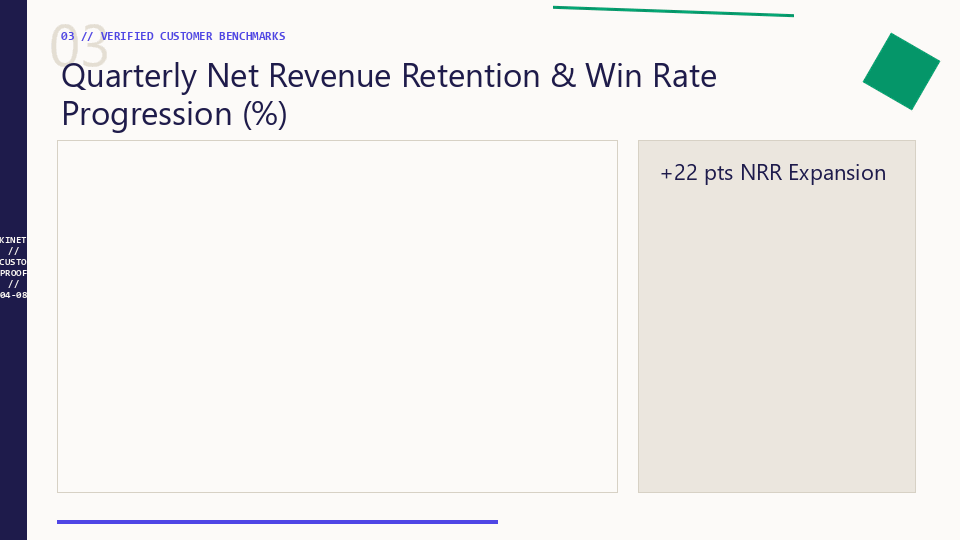 03
03 // VERIFIED CUSTOMER BENCHMARKS
Quarterly Net Revenue Retention & Win Rate
Progression (%)
+22 pts NRR Expansion
KINET
//
CUSTO
PROOF
//
04-08